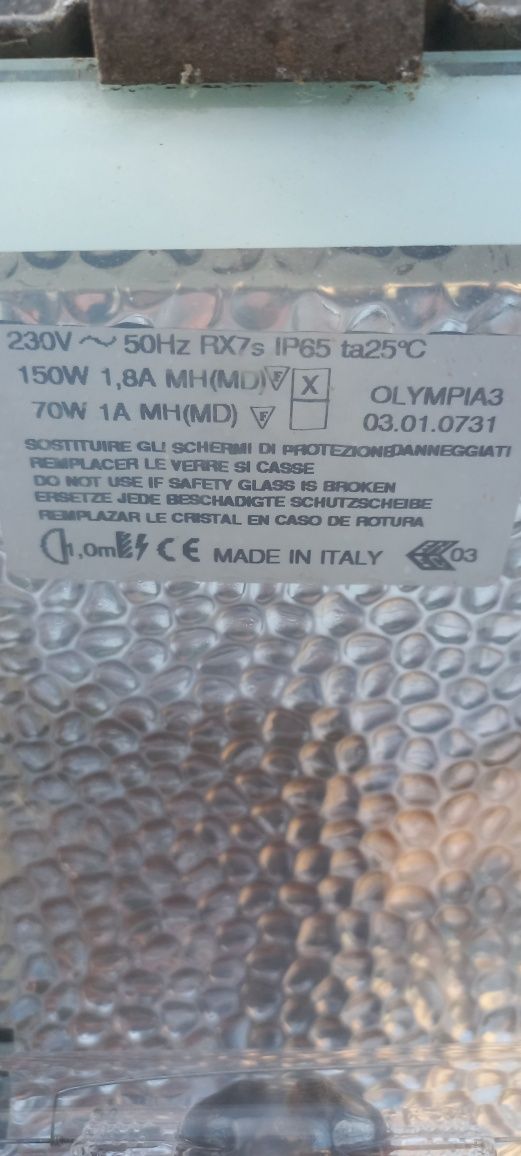 230V ~ 50Hz RX7s IP65 ta25°C
150W 1,8A MH(MD) F X
70W 1A MH(MD) F
OLYMPIA3
03.01.0731
SOSTITUIRE GLI SCHERMI DI PROTEZIONE DANNEGGIATI
REMPLACER LE VERRE SI CASSE
DO NOT USE IF SAFETY GLASS IS BROKEN
ERSETZE JEDE BESCHADIGTE SCHUTZSCHEIBE
REMPLAZAR LE CRISTAL EN CASO DE ROTURA
1,0m CE MADE IN ITALY 03